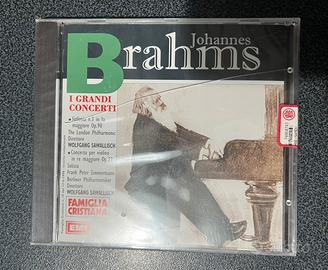 Johannes
Brahms
I GRANDI
CONCERTI
Sinfonia n.3 in fa
maggiore Op.90
The London Philharmonic
Direttore
WOLFGANG SAWALLISCH
Concerto per violino
in re maggiore Op.77
Solista
Frank Peter Zimmermann
Berliner Philharmoniker
Direttore
WOLFGANG SAWALLISCH
FAMIGLIA
CRISTIANA
EMI